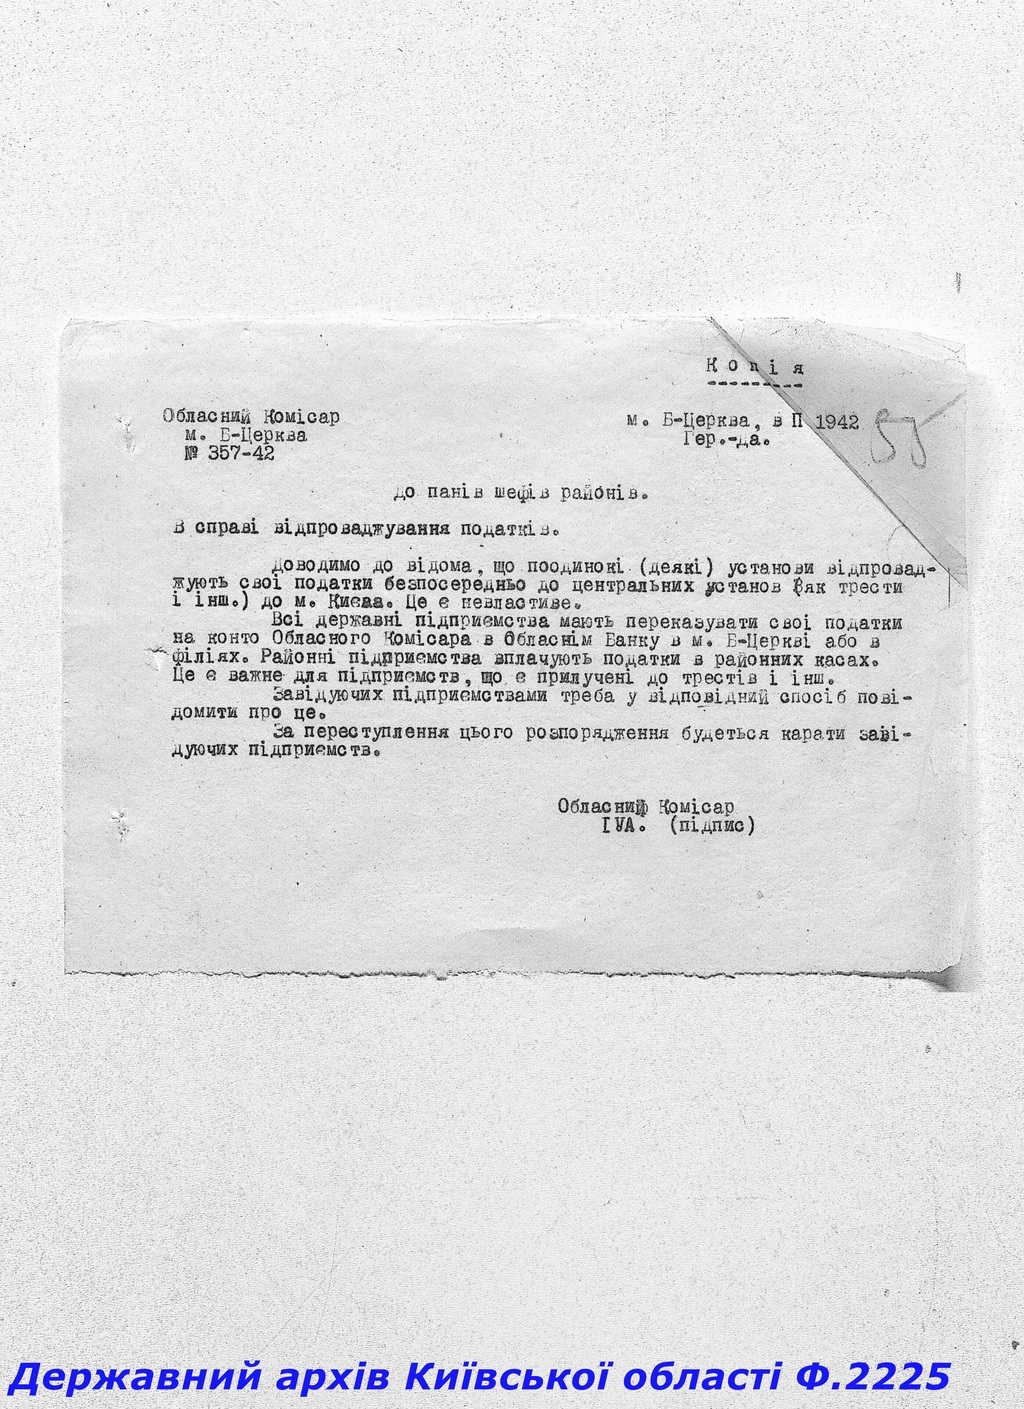 К о п і я
Обласний Комісар
м. Б-Церква, в ІІ 1942
м. Б-Церква
Гер.-да.
№ 357-42
55
до панів шефів районів.
В справі відпроваджування податків.
Доводимо до відома, що поодинокі (деякі) установи відпровад-
жують свої податки безпосередньо до центральних установ (як трести
і інш.) до м. Києва. Це є невластиве.
Всі державні підприємства мають переказувати свої податки
на конто Обласного Комісара в Обласнім Банку в м. Б-Церкві або в
філіях. Районні підприємства вплачують податки в районних касах.
Це є важне для підприємств, що є прилучені до трестів і інш.
Завідуючих підприємствами треба у відповідний спосіб пові-
домити про це.
За переступлення цього розпорядження будеться карати заві-
дуючих підприємств.
Обласний Комісар
ІУА. (підпис)
Державний архів Київської області Ф.2225